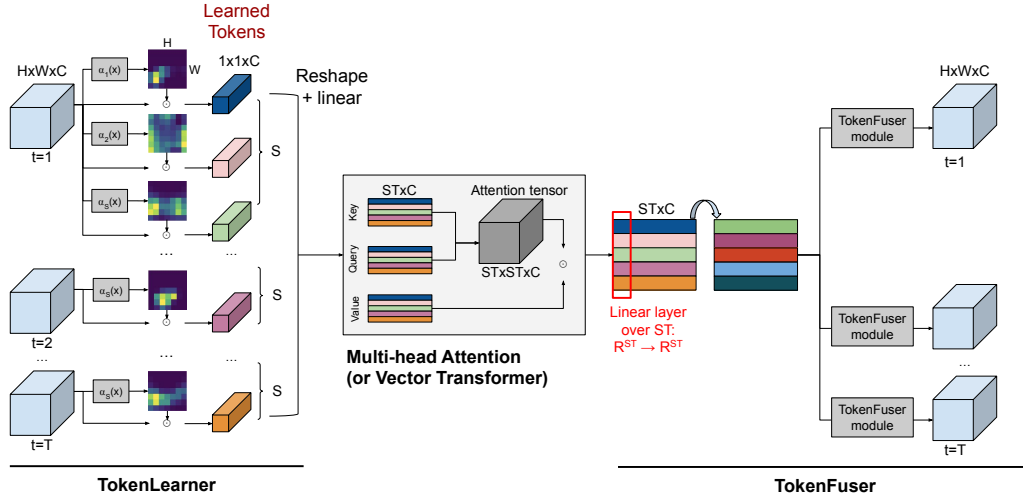 Learned
Tokens
HxWxC
α₁(x)
H
W
1x1xC
Reshape
+ linear
t=1
α₂(x)
S
αₛ(x)
...
...
αₛ(x)
S
t=2
...
...
...
αₛ(x)
S
t=T
TokenLearner
STxC
Attention tensor
Key
Query
STxSTxC
Value
Multi-head Attention
(or Vector Transformer)
STxC
Linear layer
over ST:
R^ST → R^ST
HxWxC
TokenFuser
module
t=1
TokenFuser
module
...
TokenFuser
module
t=T
TokenFuser